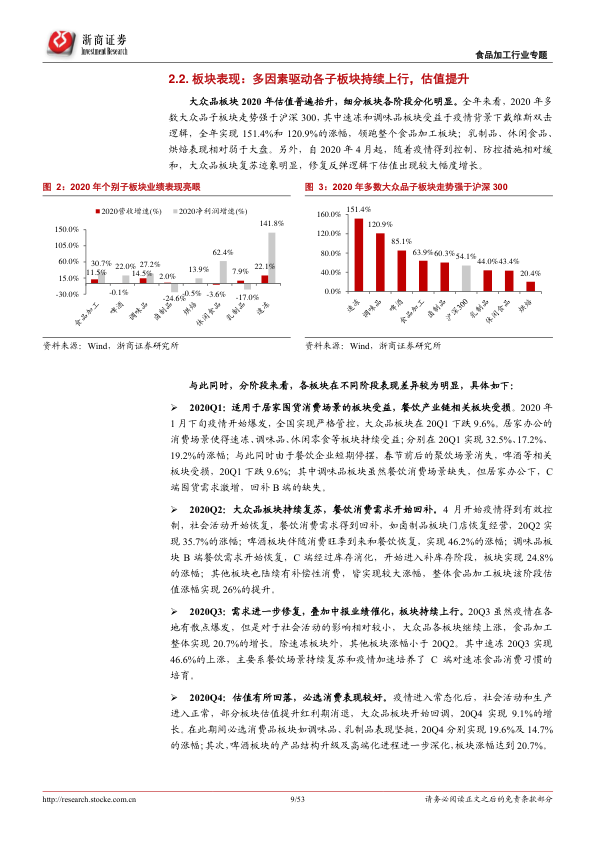 浙商证券
Investment Research
食品加工行业专题
2.2. 板块表现：多因素驱动各子板块持续上行，估值提升
大众品板块 2020 年估值普遍抬升，细分板块各阶段分化明显。全年来看，2020 年多
数大众品子板块走势强于沪深 300，其中速冻和调味品板块受益于疫情背景下戴维斯双击
逻辑，全年实现 151.4%和 120.9%的涨幅，领跑整个食品加工板块；乳制品、休闲食品、
烘焙表现相对弱于大盘。另外，自 2020 年 4 月起，随着疫情得到控制，防控措施相对缓
和，大众品板块复苏迹象明显，修复反弹逻辑下估值出现较大幅度增长。
图 2：2020 年个别子板块业绩表现亮眼
2020营收增速(%) 2020净利润增速(%)
150.0%
105.0%
60.0%
15.0%
-30.0%
11.5%
30.7%
-0.1%
22.0%
14.5%
27.2%
2.0%
-24.6%
-0.5%
13.9%
-3.6%
62.4%
7.9%
-17.0%
22.1%
141.8%
食品加工
啤酒
调味品
卤制品
烘焙
休闲食品
乳制品
速冻
资料来源：Wind，浙商证券研究所
图 3：2020 年多数大众品子板块走势强于沪深 300
160.0%
120.0%
80.0%
40.0%
0.0%
151.4%
120.9%
85.1%
63.9%
60.3%
54.1%
44.0%
43.4%
20.4%
速冻
调味品
啤酒
食品加工
卤制品
沪深300
乳制品
休闲食品
烘焙
资料来源：Wind，浙商证券研究所
与此同时，分阶段来看，各板块在不同阶段表现差异较为明显，具体如下：
➢ 2020Q1：适用于居家囤货消费场景的板块受益，餐饮产业链相关板块受损。2020 年
1 月下旬疫情开始爆发，全国实现严格管控，大众品板块在 20Q1 下跌 9.6%。居家办公的
消费场景使得速冻、调味品、休闲零食等板块持续受益；分别在 20Q1 实现 32.5%、17.2%、
19.2%的涨幅；与此同时由于餐饮企业短期停摆，春节前后的聚饮场景消失，啤酒等相关
板块受损，20Q1 下跌 9.6%；其中调味品板块虽然餐饮消费场景缺失，但居家办公下，C
端囤货需求激增，回补 B 端的缺失。
➢ 2020Q2：大众品板块持续复苏，餐饮消费需求开始回补。4 月开始疫情得到有效控
制，社会活动开始恢复，餐饮消费需求得到回补，如卤制品板块门店恢复经营，20Q2 实
现 35.7%的涨幅；啤酒板块伴随消费旺季到来和餐饮恢复，实现 46.2%的涨幅；调味品板
块 B 端餐饮需求开始恢复，C 端经过库存消化，开始进入补库存阶段，板块实现 24.8%
的涨幅；其他板块也陆续有补偿性消费，皆实现较大涨幅，整体食品加工板块该阶段估
值涨幅实现 26%的提升。
➢ 2020Q3：需求进一步修复，叠加中报业绩催化，板块持续上行。20Q3 虽然疫情在各
地有散点爆发，但是对于社会活动的影响相对较小，大众品各板块继续上涨，食品加工
整体实现 20.7%的增长。除速冻板块外，其他板块涨幅小于 20Q2。其中速冻 20Q3 实现
46.6%的上涨，主要系餐饮场景持续复苏和疫情加速培养了 C 端对速冻食品消费习惯的
培育。
➢ 2020Q4：估值有所回落，必选消费表现较好。疫情进入常态化后，社会活动和生产
进入正常，部分板块估值提升红利期消退，大众品板块开始回调，20Q4 实现 9.1%的增
长。在此期间必选消费品板块如调味品、乳制品表现坚挺，20Q4 分别实现 19.6%及 14.7%
的涨幅；其次，啤酒板块的产品结构升级及高端化进程进一步深化，板块涨幅达到 20.7%。
http://research.stocke.com.cn
9/53
请务必阅读正文之后的免责条款部分